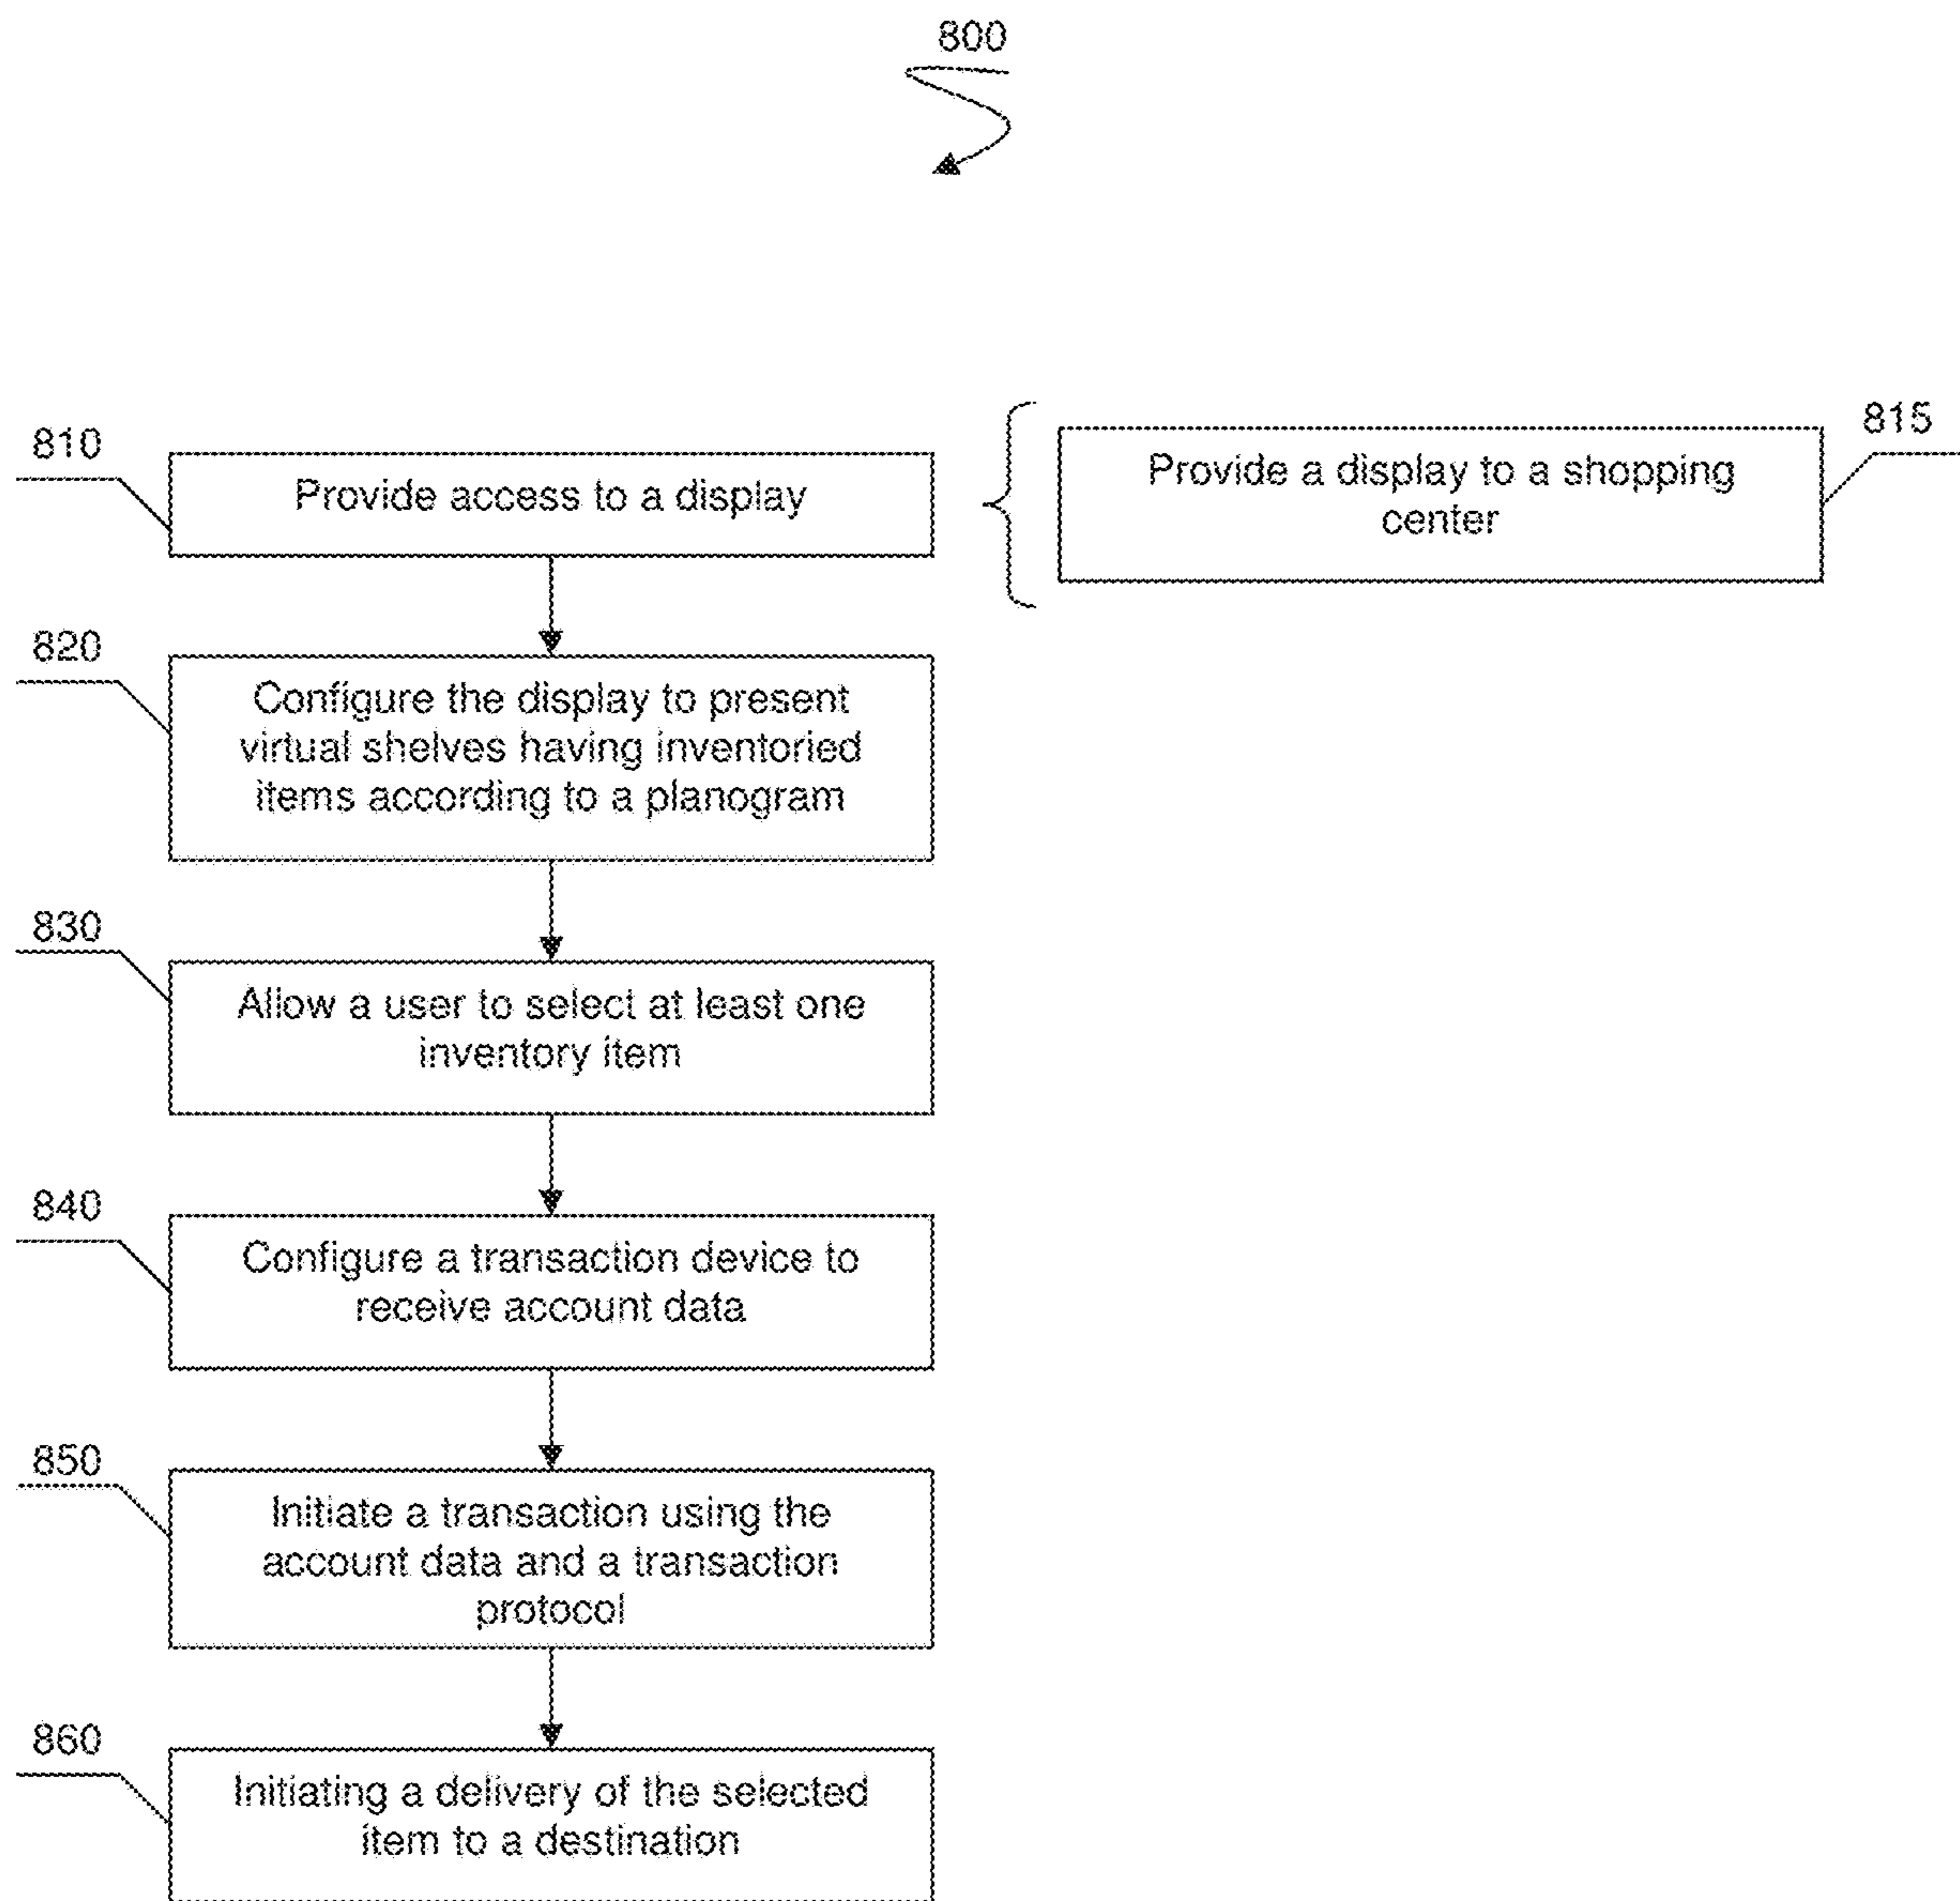 800
810
Provide access to a display
815
Provide a display to a shopping
center
820
Configure the display to present
virtual shelves having inventoried
items according to a planogram
830
Allow a user to select at least one
inventory item
840
Configure a transaction device to
receive account data
850
Initiate a transaction using the
account data and a transaction
protocol
860
Initiating a delivery of the selected
item to a destination